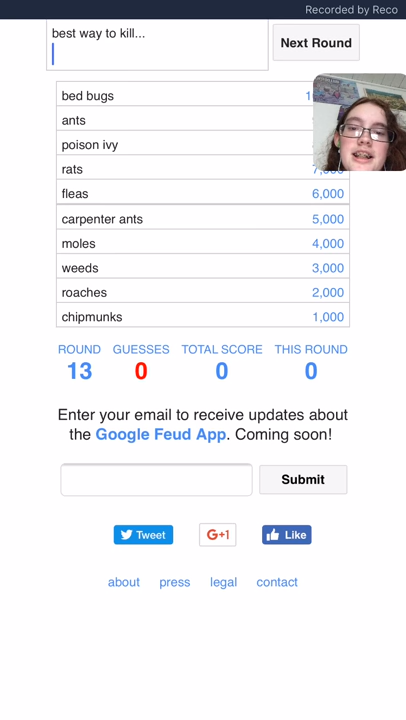 Recorded by Reco
best way to kill...
Next Round
bed bugs
ants
poison ivy
rats 7,000
fleas 6,000
carpenter ants 5,000
moles 4,000
weeds 3,000
roaches 2,000
chipmunks 1,000
ROUND GUESSES TOTAL SCORE THIS ROUND
13 0 0 0
Enter your email to receive updates about
the Google Feud App. Coming soon!
Submit
Tweet G+1 Like
about press legal contact